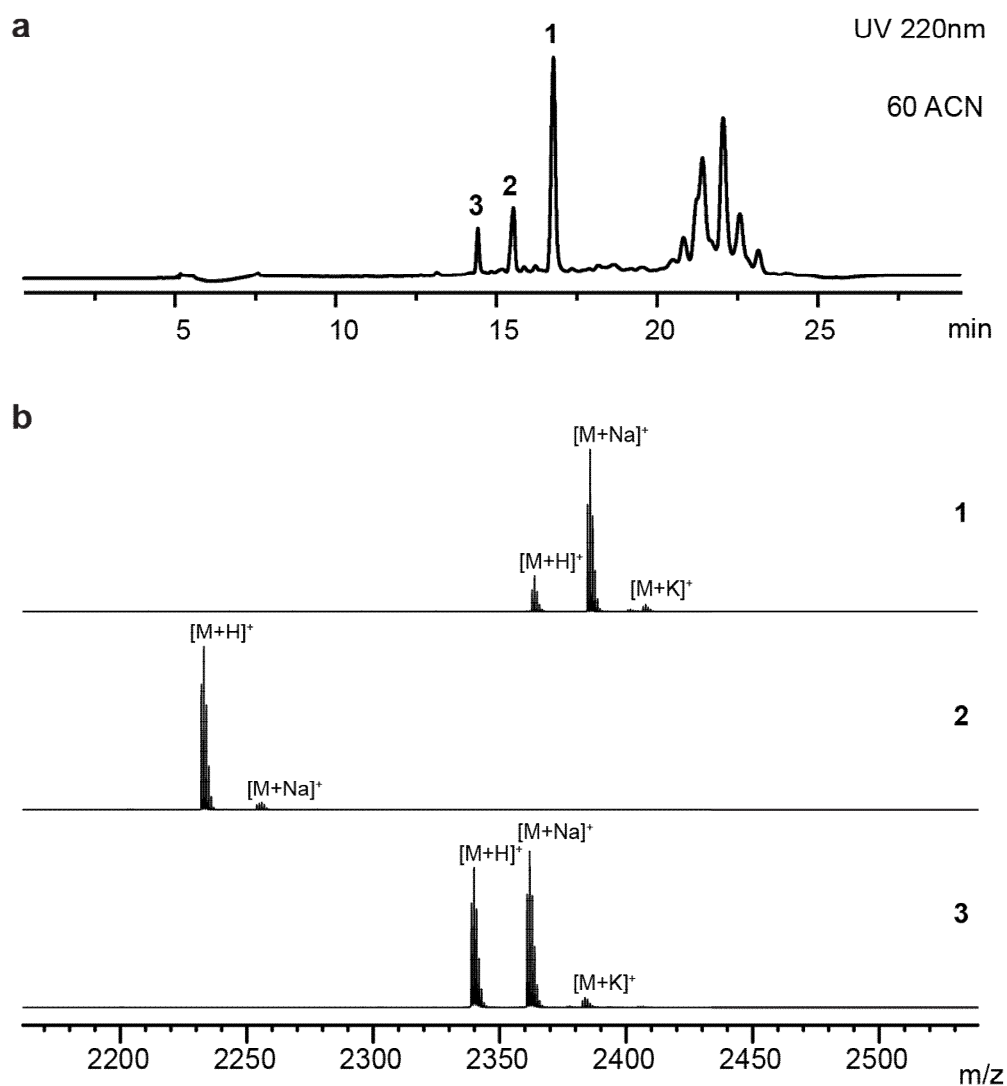 a
UV 220nm
60 ACN
1
2
3
5 10 15 20 25 min
b
[M+Na]⁺
[M+H]⁺
[M+K]⁺
1
[M+H]⁺
[M+Na]⁺
2
[M+Na]⁺
[M+H]⁺
[M+K]⁺
3
2200 2250 2300 2350 2400 2450 2500 m/z